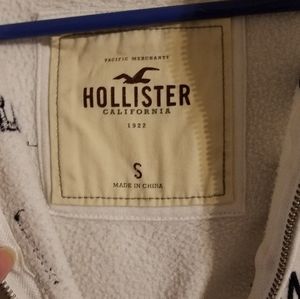 PACIFIC MERCHANTS
HOLLISTER
CALIFORNIA
1922
S
MADE IN CHINA